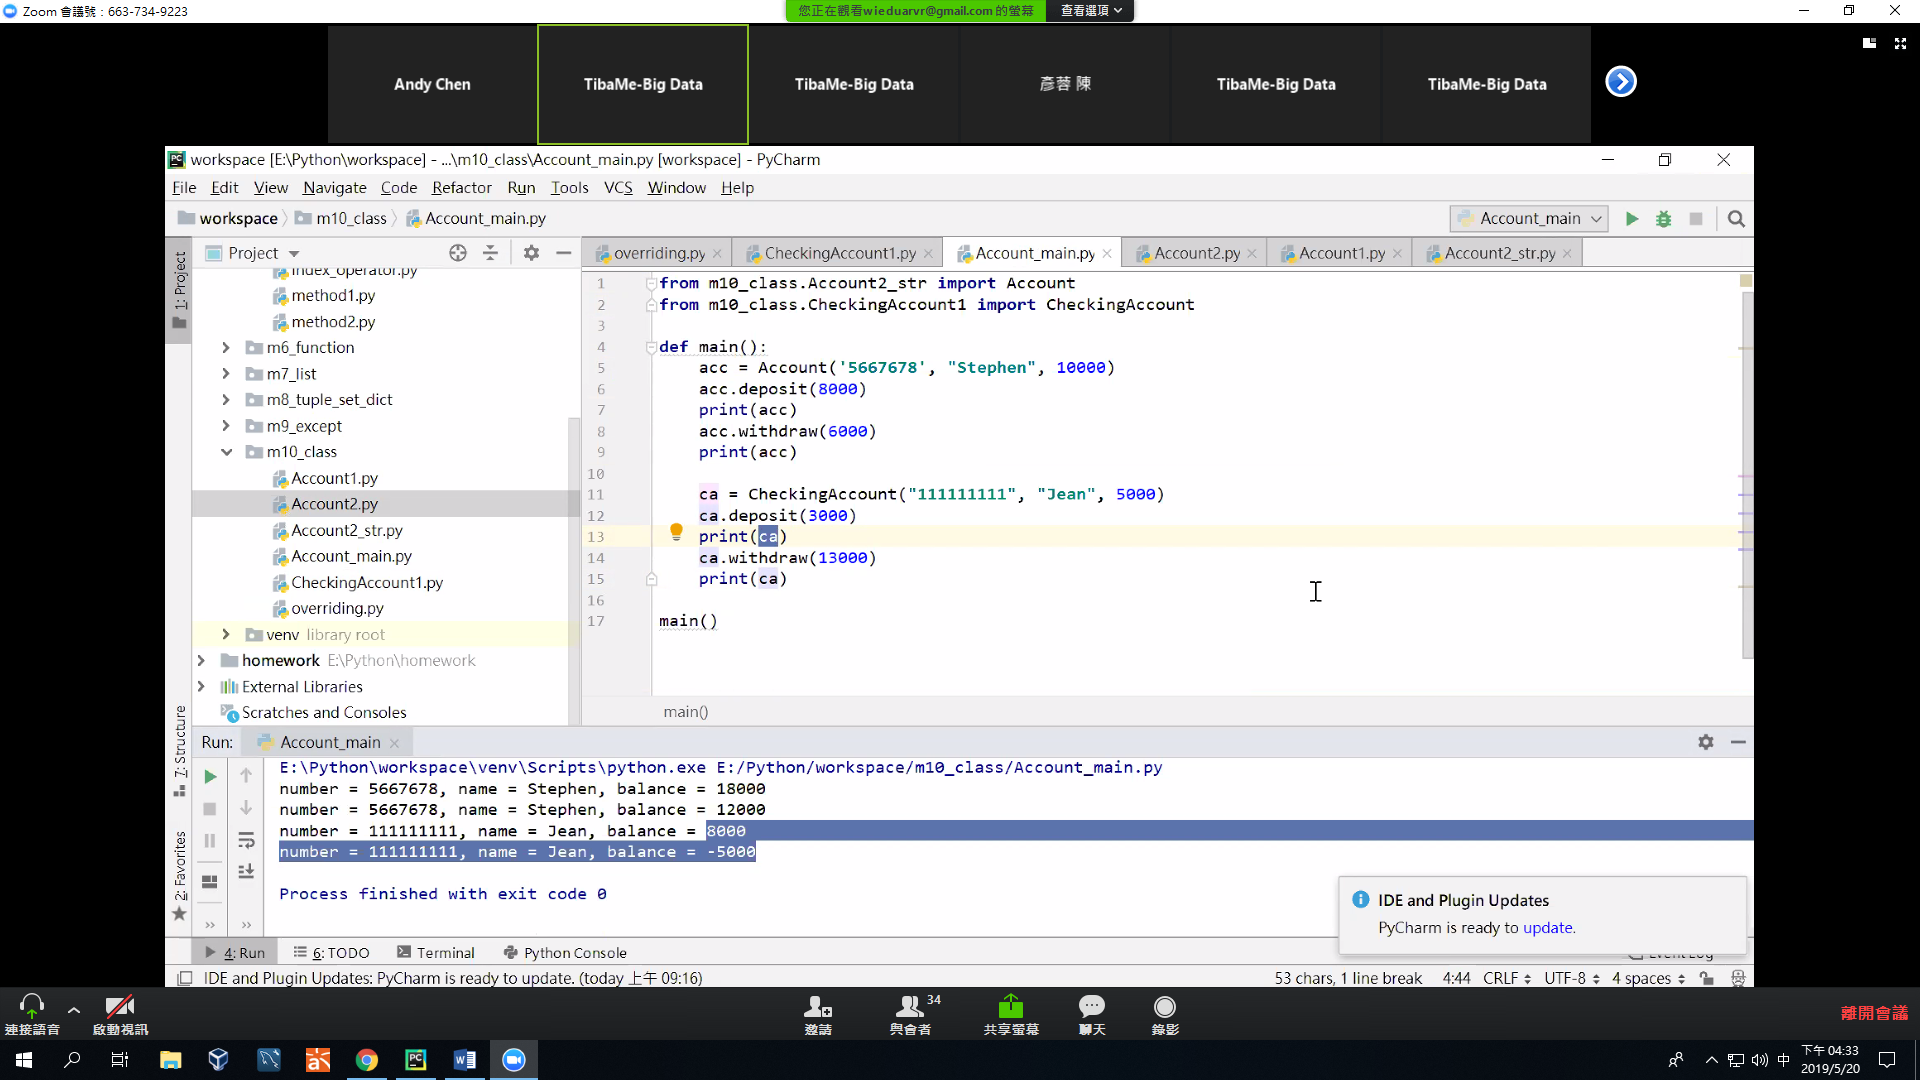 Zoom 會議號：663-734-9223
您正在觀看wieduarvr@gmail.com 的螢幕 查看選項
Andy Chen
TibaMe-Big Data
TibaMe-Big Data
彥蓉 陳
TibaMe-Big Data
TibaMe-Big Data
workspace [E:\Python\workspace] - ...\m10_class\Account_main.py [workspace] - PyCharm
File Edit View Navigate Code Refactor Run Tools VCS Window Help
workspace m10_class Account_main.py
Account_main
1: Project
Project
overriding.py CheckingAccount1.py Account_main.py Account2.py Account1.py Account2_str.py
index_operator.py
method1.py
method2.py
m6_function
m7_list
m8_tuple_set_dict
m9_except
m10_class
Account1.py
Account2.py
Account2_str.py
Account_main.py
CheckingAccount1.py
overriding.py
venv library root
homework E:\Python\homework
External Libraries
Scratches and Consoles
1 from m10_class.Account2_str import Account
2 from m10_class.CheckingAccount1 import CheckingAccount
3
4 def main():
5 acc = Account('5667678', "Stephen", 10000)
6 acc.deposit(8000)
7 print(acc)
8 acc.withdraw(6000)
9 print(acc)
10
11 ca = CheckingAccount("111111111", "Jean", 5000)
12 ca.deposit(3000)
13 print(ca)
14 ca.withdraw(13000)
15 print(ca)
16
17 main()
main()
7: Structure
2: Favorites
Run: Account_main
E:\Python\workspace\venv\Scripts\python.exe E:/Python/workspace/m10_class/Account_main.py
number = 5667678, name = Stephen, balance = 18000
number = 5667678, name = Stephen, balance = 12000
number = 111111111, name = Jean, balance = 8000
number = 111111111, name = Jean, balance = -5000
Process finished with exit code 0
IDE and Plugin Updates
PyCharm is ready to update.
4: Run 6: TODO Terminal Python Console Event Log
IDE and Plugin Updates: PyCharm is ready to update. (today 上午 09:16)
53 chars, 1 line break 4:44 CRLF UTF-8 4 spaces
連接語音 啟動視訊 邀請 與會者 34 共享螢幕 聊天 錄影 離開會議
中 下午 04:33
2019/5/20